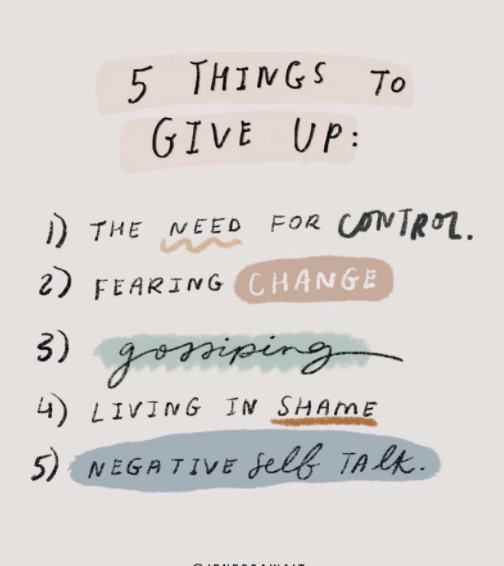 5 THINGS TO
GIVE UP:
1) THE NEED FOR CONTROL.
2) FEARING CHANGE
3) gossiping
4) LIVING IN SHAME
5) NEGATIVE self TALK.